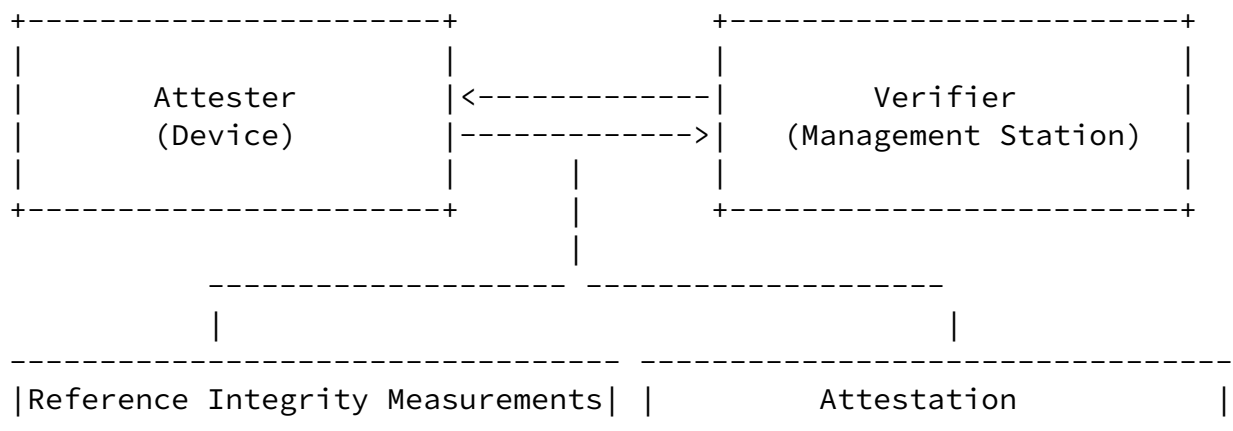 Attester Verifier
(Device) (Management Station)
|Reference Integrity Measurements| | Attestation |